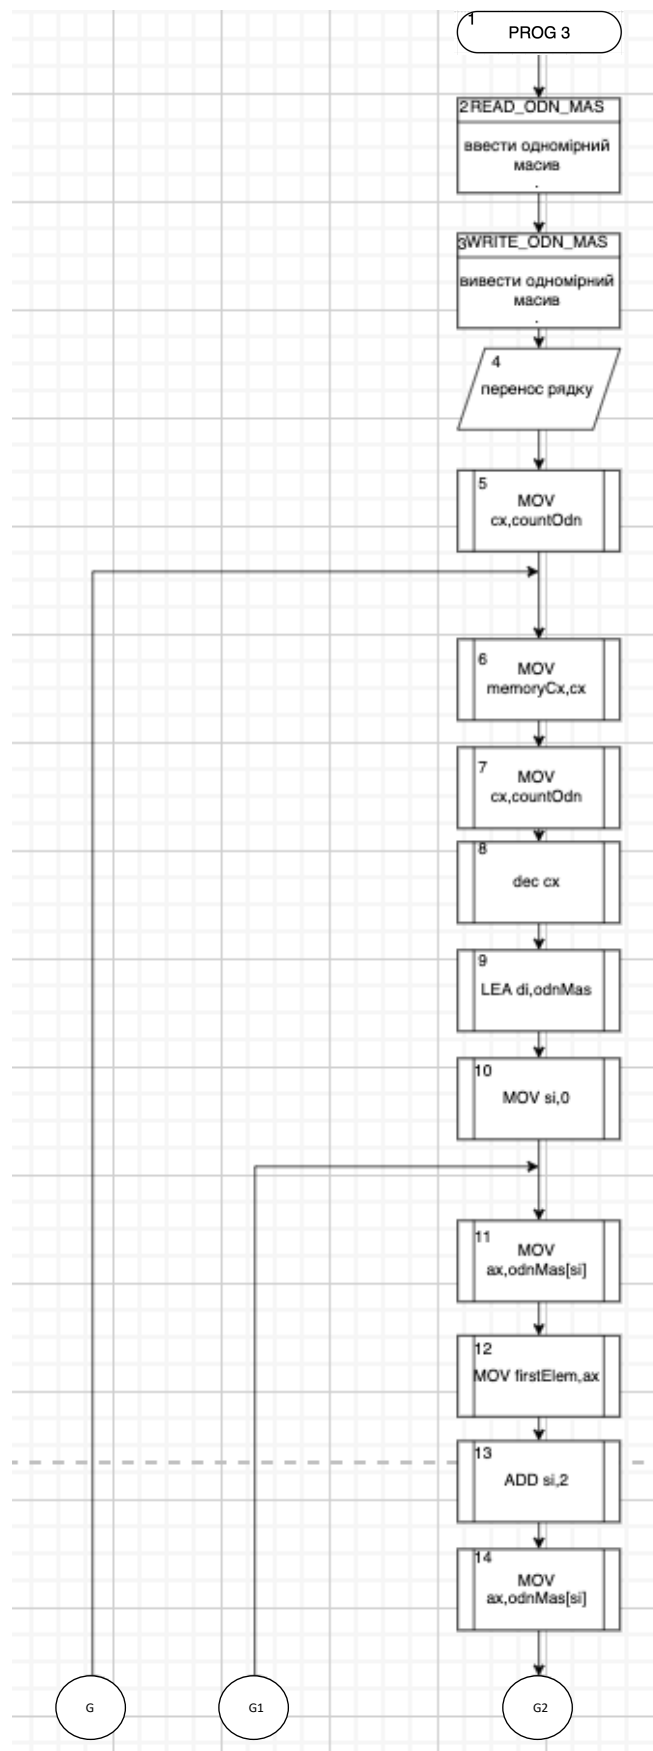 1
PROG 3
2READ_ODN_MAS
ввести одномірний
масив
.
3WRITE_ODN_MAS
вивести одномірний
масив
.
4
перенос рядку
5
MOV
cx,countOdn
6
MOV
memoryCx,cx
7
MOV
cx,countOdn
8
dec cx
9
LEA di,odnMas
10
MOV si,0
11
MOV
ax,odnMas[si]
12
MOV firstElem,ax
13
ADD si,2
14
MOV
ax,odnMas[si]
G
G1
G2